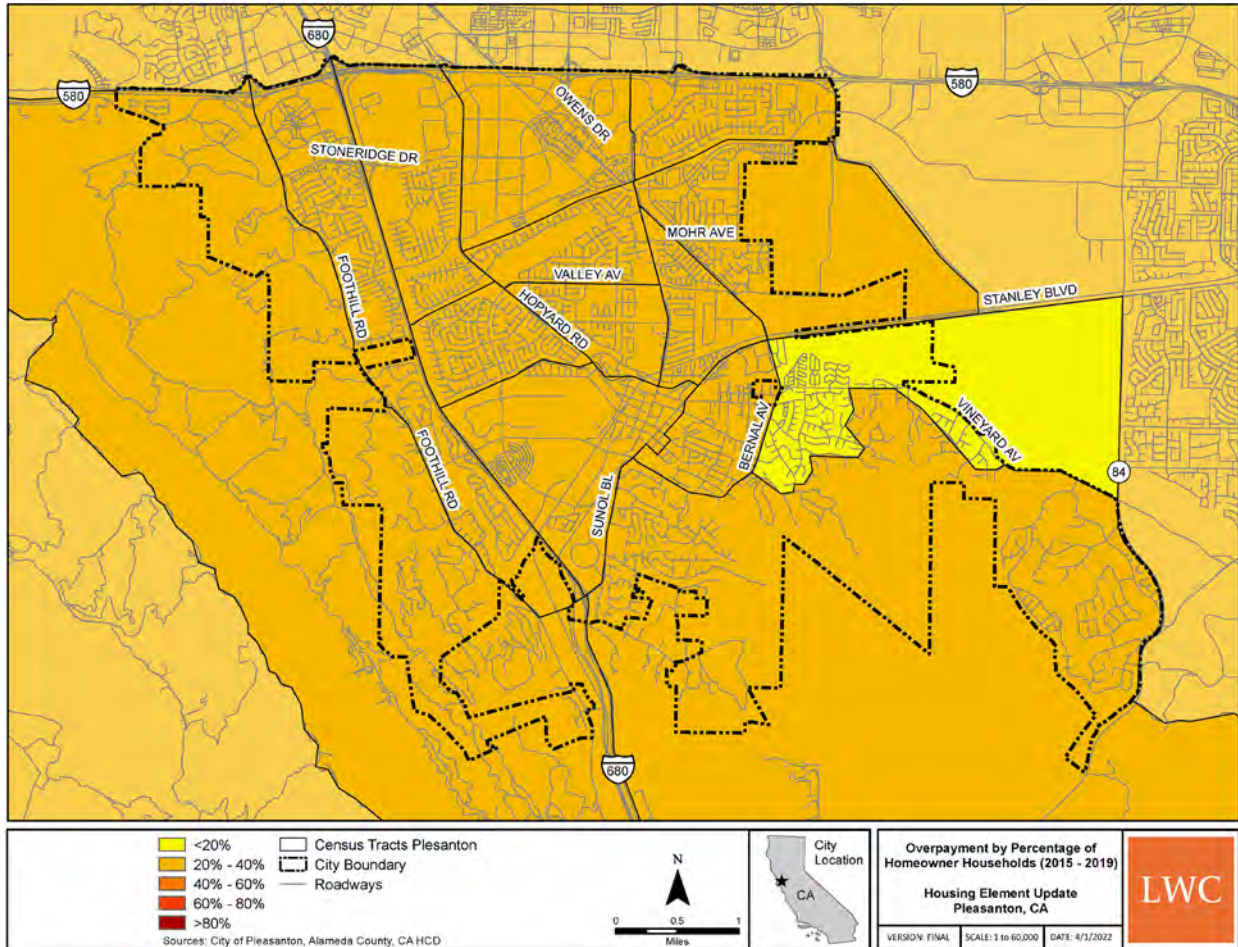 680
580
580
OWENS DR
STONERIDGE DR
MOHR AVE
FOOTHILL RD
VALLEY AV
HOPYARD RD
STANLEY BLVD
BERNAL AV
VINEYARD AV
FOOTHILL RD
SUNOL BL
84
680
<20%
20% - 40%
40% - 60%
60% - 80%
>80%
Census Tracts Plesanton
City Boundary
Roadways
Sources: City of Pleasanton, Alameda County, CA HCD
N
0 0.5 1
Miles
City
Location
CA
Overpayment by Percentage of
Homeowner Households (2015 - 2019)
Housing Element Update
Pleasanton, CA
VERSION: FINAL SCALE: 1 to 60,000 DATE: 4/1/2022
LWC